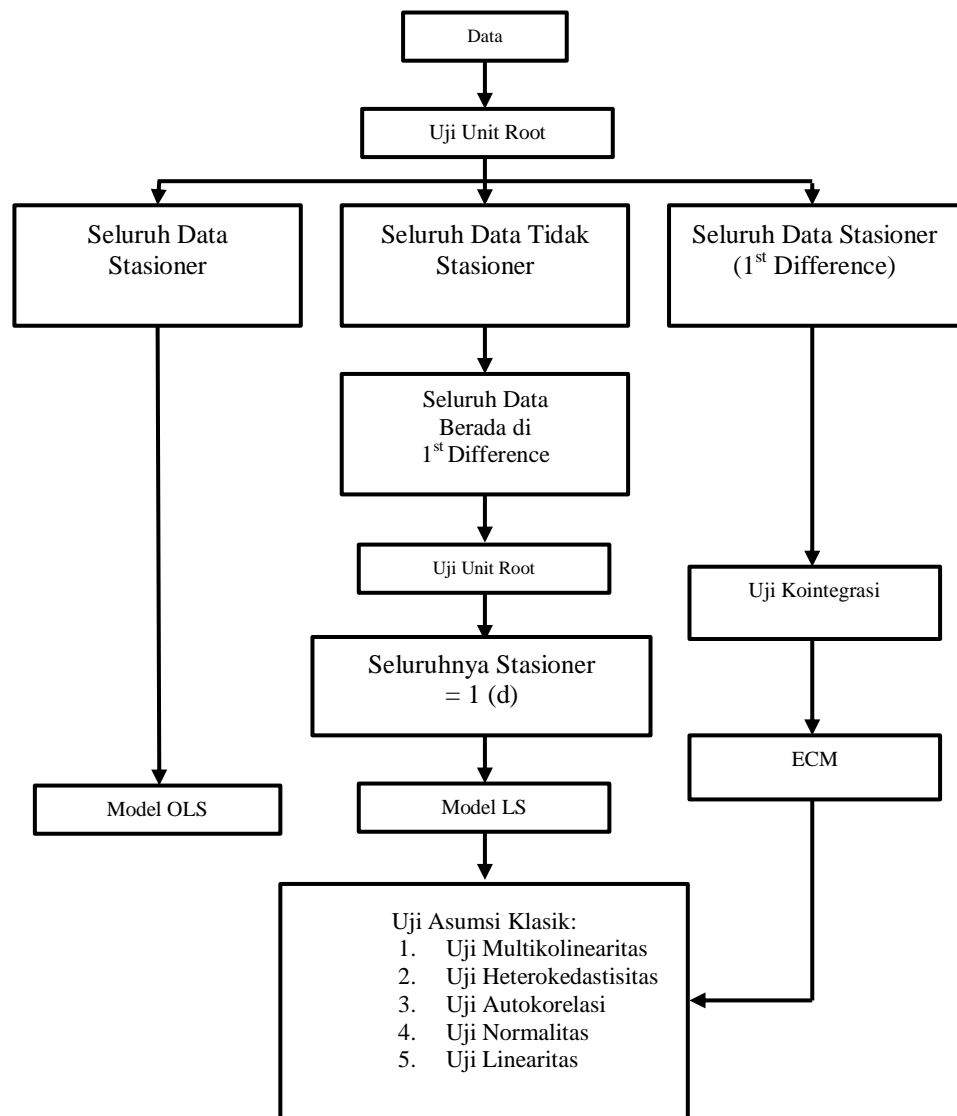 Data
Uji Unit Root
Seluruh Data
Stasioner
Seluruh Data Tidak
Stasioner
Seluruh Data Stasioner
(1st Difference)
Seluruh Data
Berada di
1st Difference
Uji Unit Root
Uji Kointegrasi
Seluruhnya Stasioner
= 1 (d)
ECM
Model OLS
Model LS
Uji Asumsi Klasik:
1. Uji Multikolinearitas
2. Uji Heterokedastisitas
3. Uji Autokorelasi
4. Uji Normalitas
5. Uji Linearitas